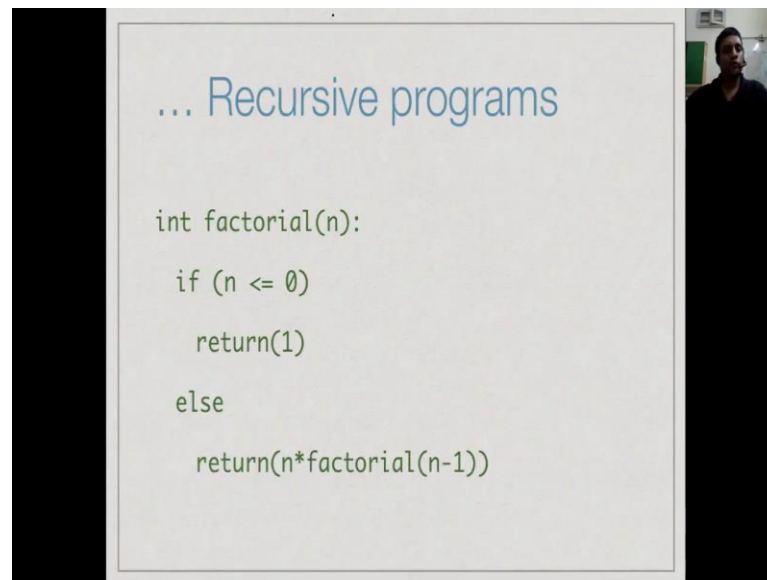 ... Recursive programs
int factorial(n):
if (n <= 0)
return(1)
else
return(n*factorial(n-1))